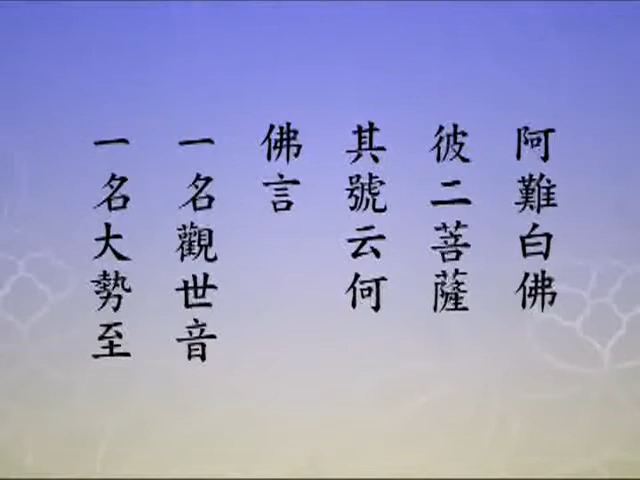 阿難白佛
彼二菩薩
其號云何
佛言
一名觀世音
一名大勢至